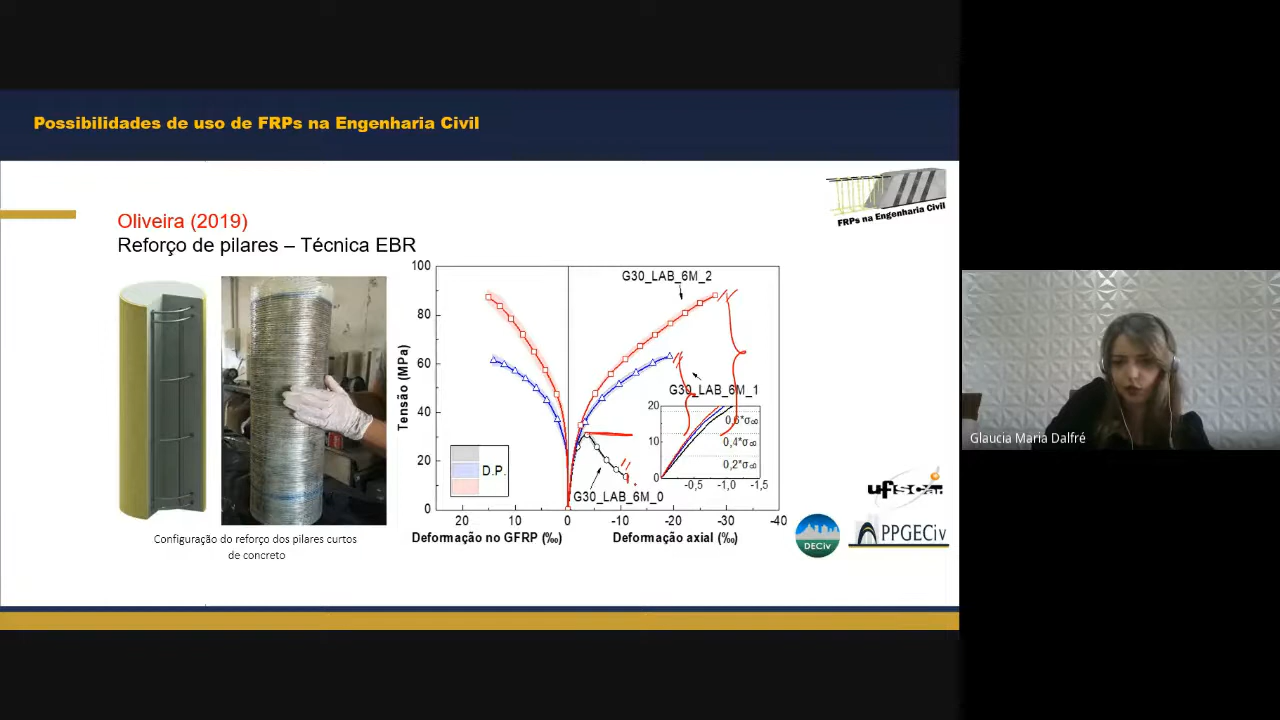 Possibilidades de uso de FRPs na Engenharia Civil
FRPs na Engenharia Civil
Oliveira (2019)
Reforço de pilares – Técnica EBR
100
80
60
40
20
0
Tensão (MPa)
G30_LAB_6M_2
G30_LAB_6M_1
G30_LAB_6M_0
D.P.
20
10
0
0,6*σc0
0,4*σc0
0,2*σc0
-0,5 -1,0 -1,5
20 10 0 -10 -20 -30 -40
Deformação no GFRP (‰) Deformação axial (‰)
Configuração do reforço dos pilares curtos
de concreto
ufscar
DECiv
PPGECiv
Glaucia Maria Dalfré